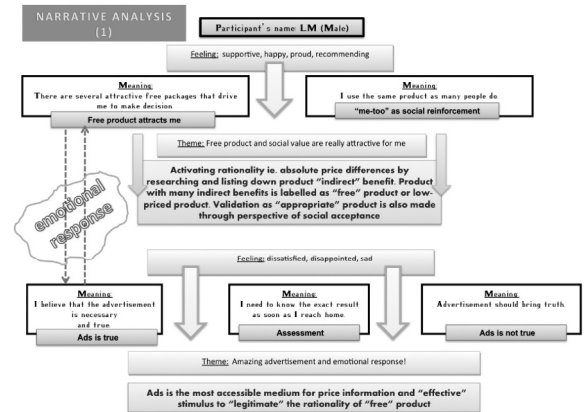 NARRATIVE ANALYSIS
(1)
Participant's name: LM (Male)
Feeling: supportive, happy, proud, recommending
Meaning:
There are several attractive free packages that drive
me to make decision.
Free product attracts me
Meaning:
I use the same product as many people do.
"me-too" as social reinforcement
Theme: Free product and social value are really attractive for me
Activating rationality ie. absolute price differences by
researching and listing down product "indirect" benefit. Product
with many indirect benefits is labelled as "free" product or low-
priced product. Validation as "appropriate" product is also made
through perspective of social acceptance
emotional
response
Feeling: dissatisfied, disappointed, sad
Meaning:
I believe that the advertisement
is necessary
and true.
Ads is true
Meaning:
I need to know the exact result
as soon as I reach home.
Assessment
Meaning:
Advertisement should bring truth.
Ads is not true
Theme: Amazing advertisement and emotional response!
Ads is the most accessible medium for price information and "effective"
stimulus to "legitimate" the rationality of "free" product